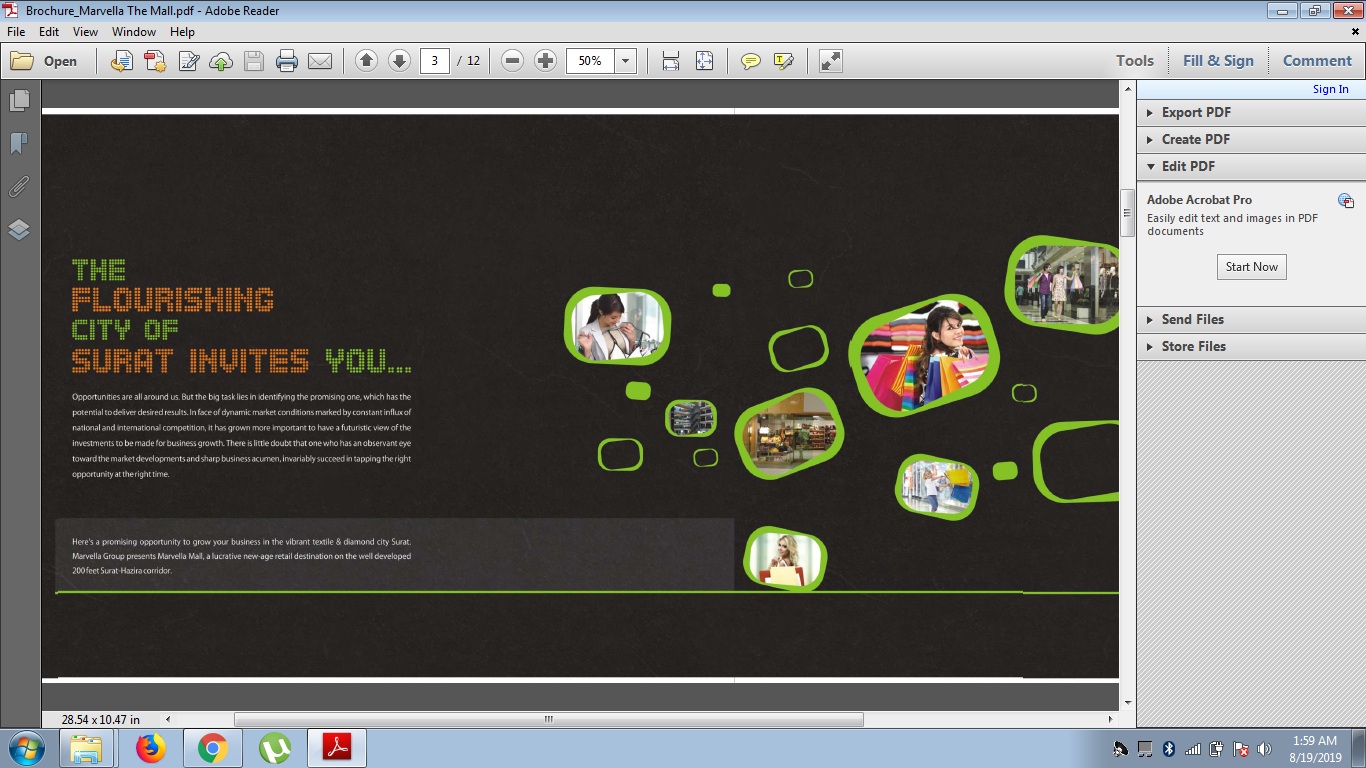 Brochure_Marvella The Mall.pdf - Adobe Reader
File Edit View Window Help
Open 3 / 12 50% Tools Fill & Sign Comment
Sign In
Export PDF
Create PDF
Edit PDF
Adobe Acrobat Pro
Easily edit text and images in PDF
documents
Start Now
Send Files
Store Files
THE
FLOURISHING
CITY OF
SURAT INVITES YOU...
Opportunities are all around us. But the big task lies in identifying the promising one, which has the
potential to deliver desired results. In face of dynamic market conditions marked by constant influx of
national and international competition, it has grown more important to have a futuristic view of the
investments to be made for business growth. There is little doubt that one who has an observant eye
toward the market developments and sharp business acumen, invariably succeed in tapping the right
opportunity at the right time.
Here's a promising opportunity to grow your business in the vibrant textile & diamond city Surat.
Marvella Group presents Marvella Mall, a lucrative new-age retail destination on the well developed
200 feet Surat-Hazira corridor.
28.54 x 10.47 in
1:59 AM
8/19/2019